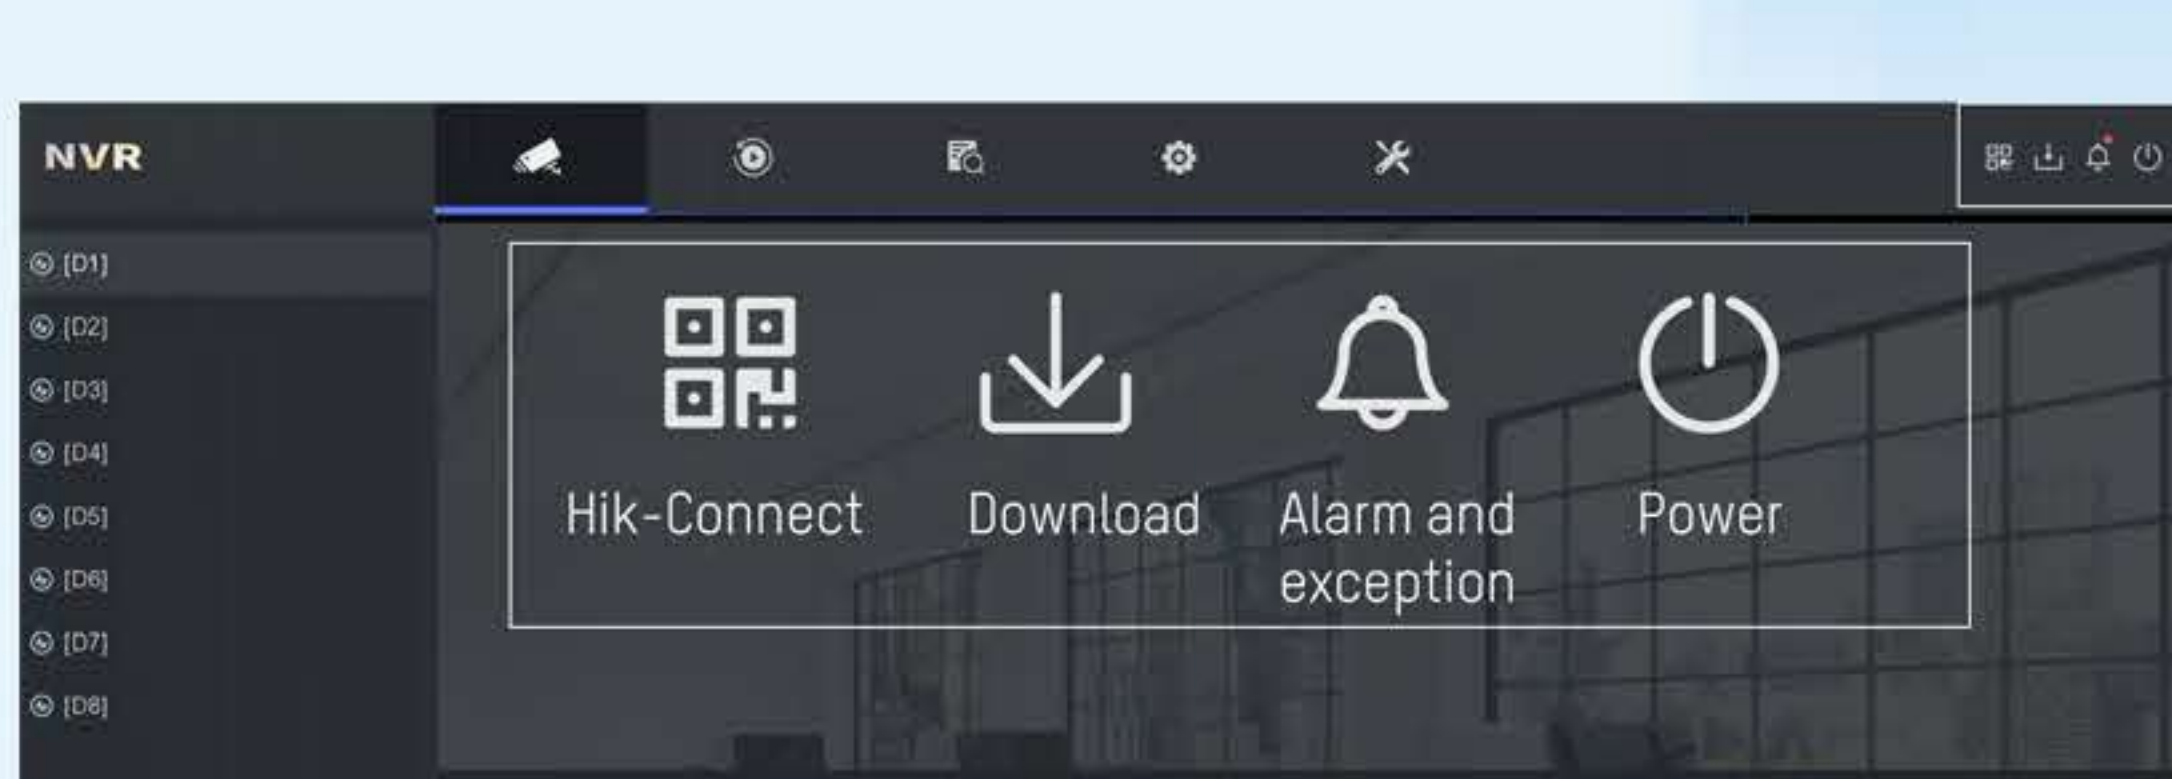 NVR
[D1]
[D2]
[D3]
[D4]
[D5]
[D6]
[D7]
[D8]
Hik-Connect
Download
Alarm and
exception
Power